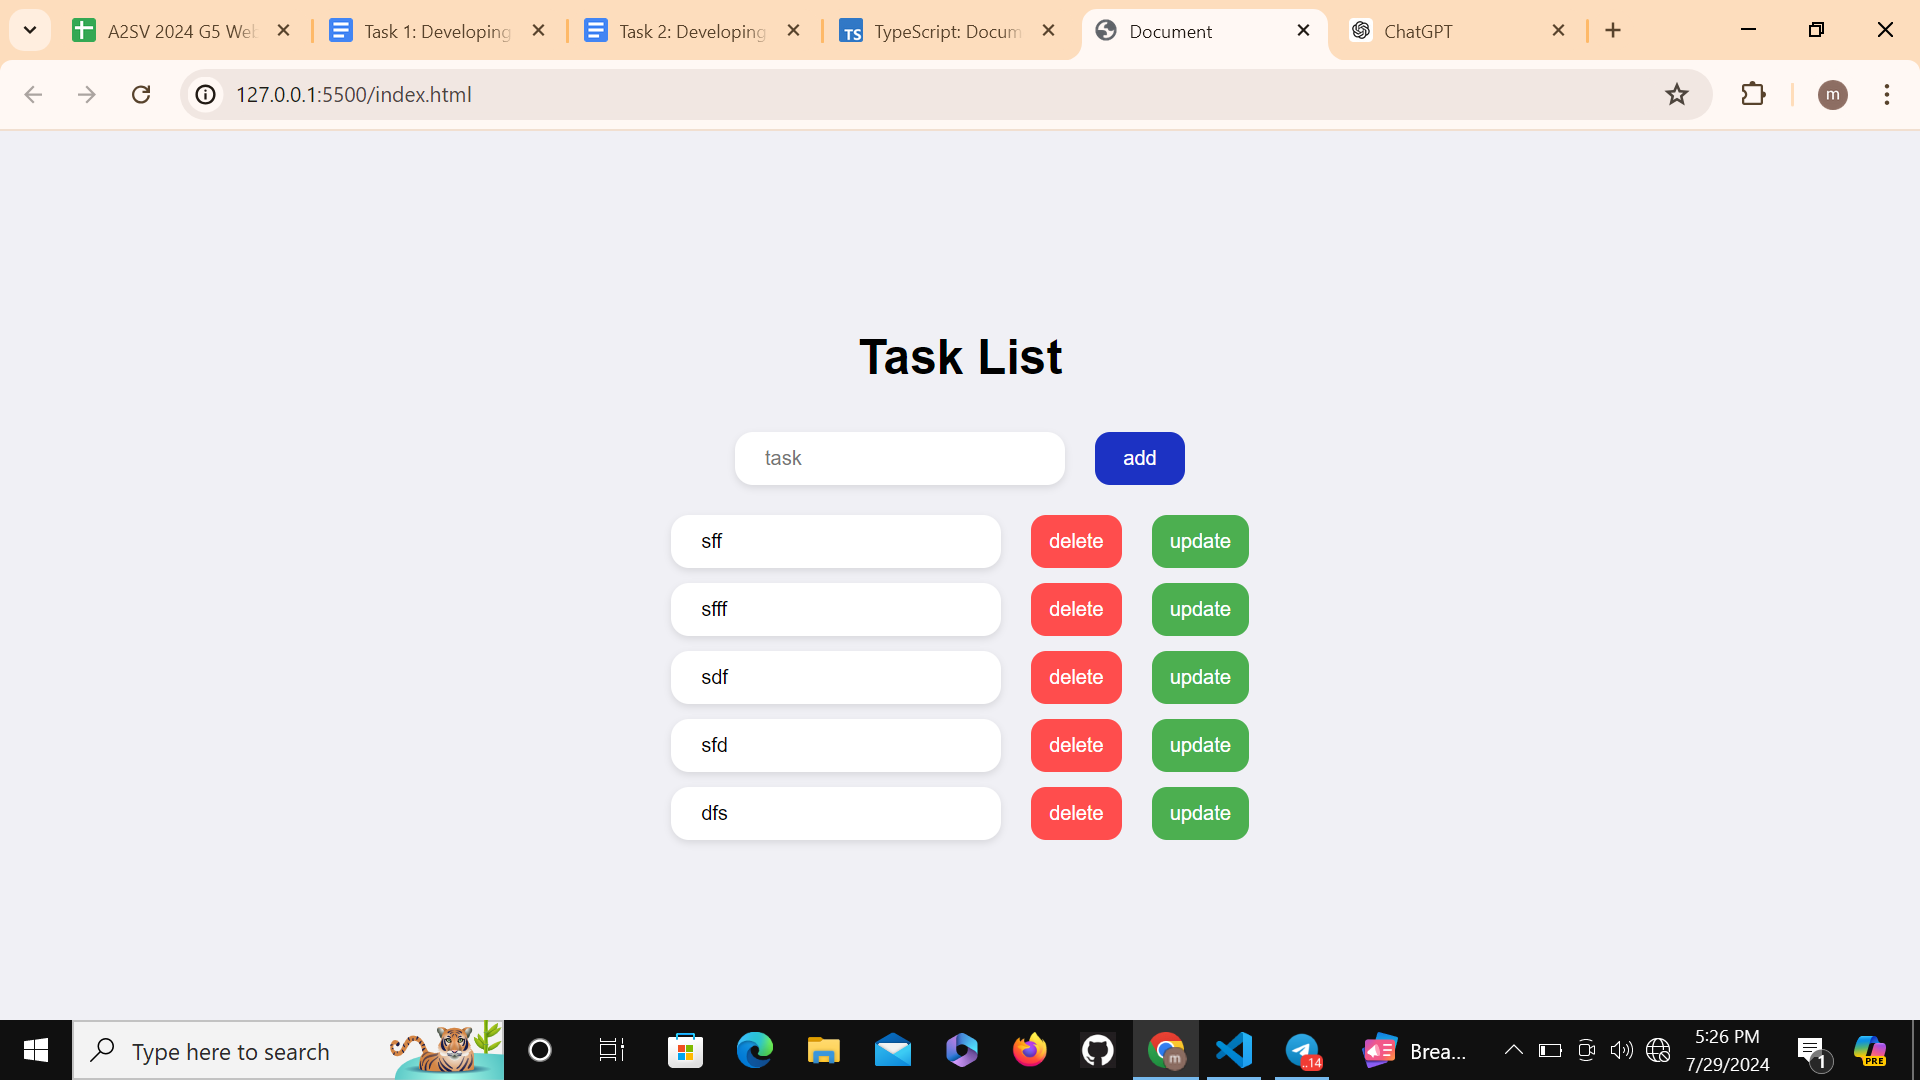 A2SV 2024 G5 Web
Task 1: Developing
Task 2: Developing
TS
TypeScript: Docum
Document
ChatGPT
127.0.0.1:5500/index.html
m
Task List
task
add
sff
delete
update
sfff
delete
update
sdf
delete
update
sfd
delete
update
dfs
delete
update
Type here to search
m
..14
Brea...
5:26 PM
7/29/2024
1
PRE